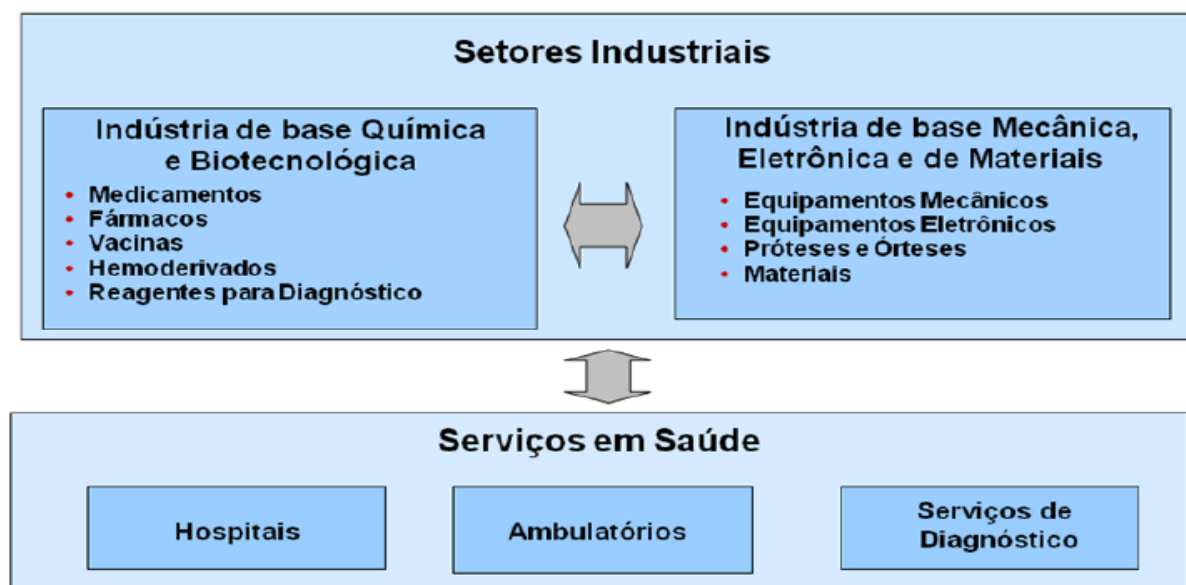 Setores Industriais
Indústria de base Química
e Biotecnológica
• Medicamentos
• Fármacos
• Vacinas
• Hemoderivados
• Reagentes para Diagnóstico
Indústria de base Mecânica,
Eletrônica e de Materiais
• Equipamentos Mecânicos
• Equipamentos Eletrônicos
• Próteses e Órteses
• Materiais
Serviços em Saúde
Hospitais
Ambulatórios
Serviços de
Diagnóstico